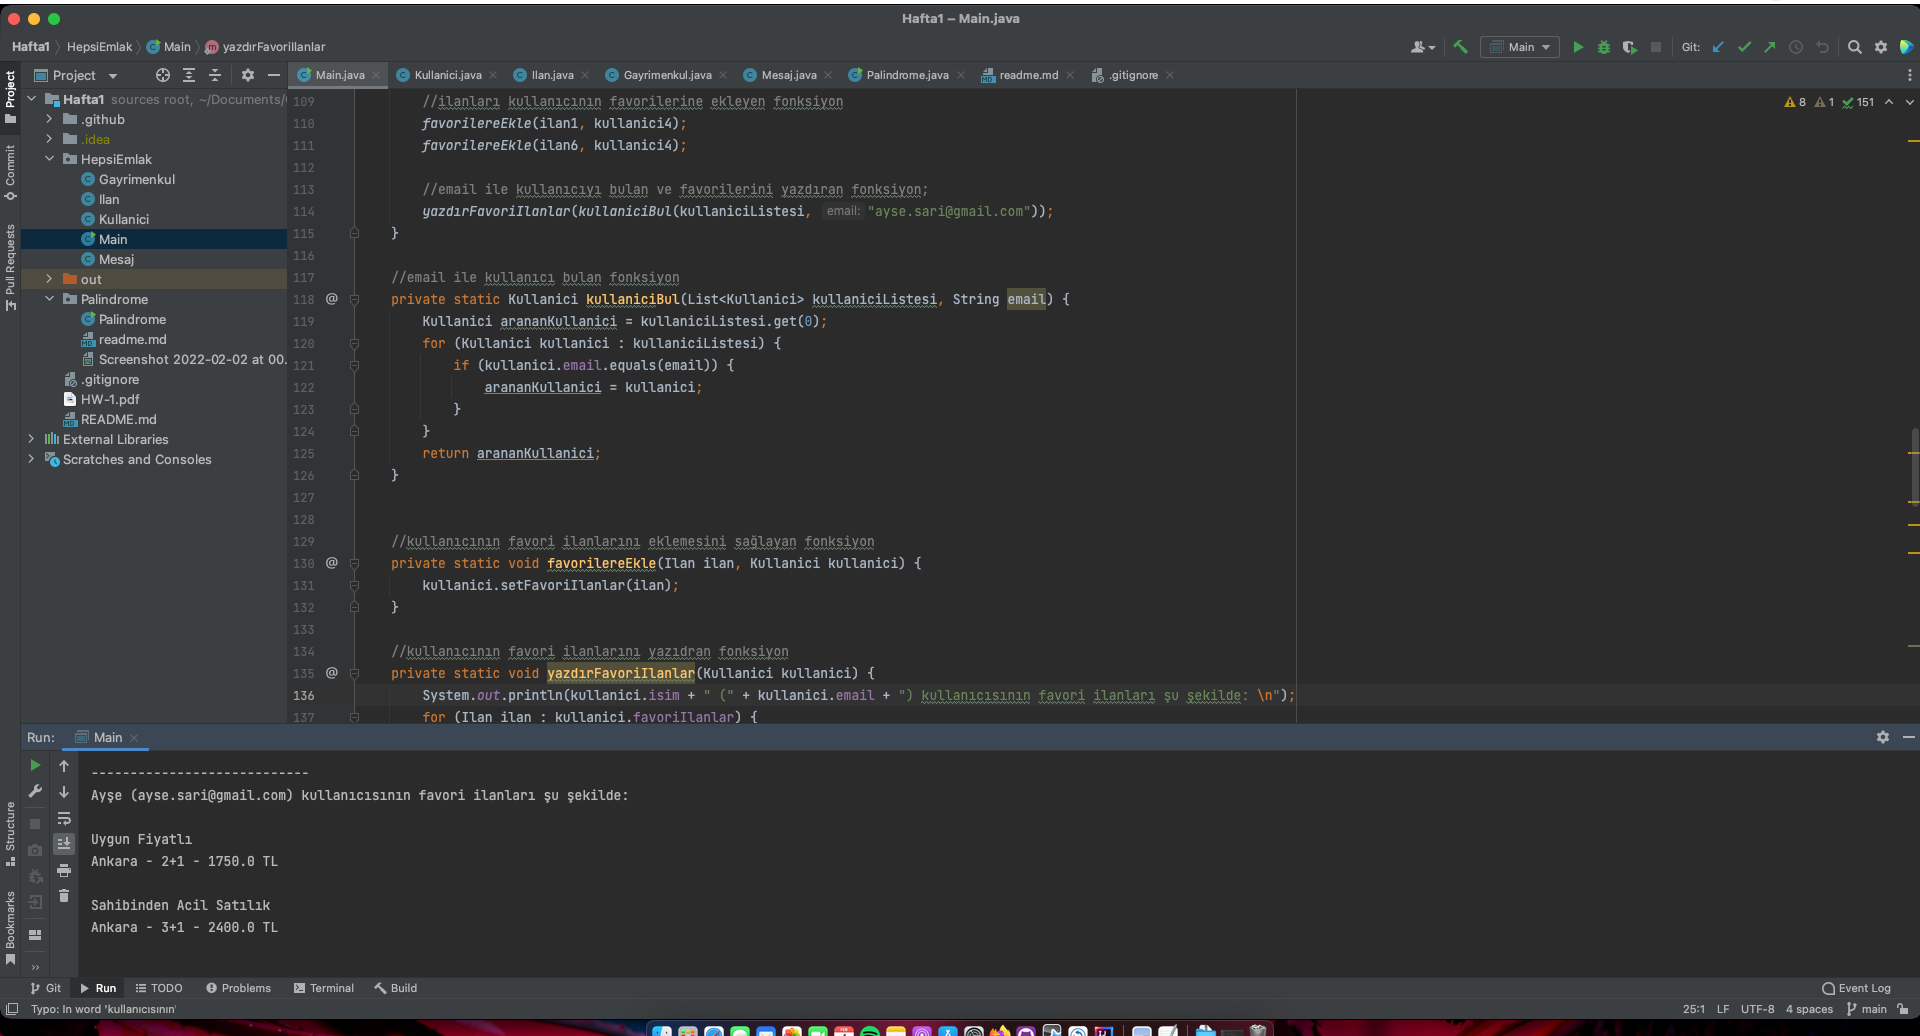 Hafta1 – Main.java
Hafta1 HepsiEmlak Main yazdırFavoriIlanlar
Main Git:
Project
Main.java Kullanici.java Ilan.java Gayrimenkul.java Mesaj.java Palindrome.java readme.md .gitignore
Project
Commit
Pull Requests
Structure
Bookmarks
Hafta1 sources root, ~/Documents/
.github
.idea
HepsiEmlak
Gayrimenkul
Ilan
Kullanici
Main
Mesaj
out
Palindrome
Palindrome
readme.md
Screenshot 2022-02-02 at 00.
.gitignore
HW-1.pdf
README.md
External Libraries
Scratches and Consoles
8 1 151
109 //ilanları kullanıcının favorilerine ekleyen fonksiyon
110 favorilereEkle(ilan1, kullanici4);
111 favorilereEkle(ilan6, kullanici4);
112
113 //email ile kullanıcıyı bulan ve favorilerini yazdıran fonksiyon;
114 yazdırFavoriIlanlar(kullaniciBul(kullaniciListesi, email: "ayse.sari@gmail.com"));
115 }
116
117 //email ile kullanıcı bulan fonksiyon
118 @ private static Kullanici kullaniciBul(List<Kullanici> kullaniciListesi, String email) {
119 Kullanici arananKullanici = kullaniciListesi.get(0);
120 for (Kullanici kullanici : kullaniciListesi) {
121 if (kullanici.email.equals(email)) {
122 arananKullanici = kullanici;
123 }
124 }
125 return arananKullanici;
126 }
127
128
129 //kullanıcının favori ilanlarını eklemesini sağlayan fonksiyon
130 @ private static void favorilereEkle(Ilan ilan, Kullanici kullanici) {
131 kullanici.setFavoriIlanlar(ilan);
132 }
133
134 //kullanıcının favori ilanlarını yazıdran fonksiyon
135 @ private static void yazdırFavoriIlanlar(Kullanici kullanici) {
136 System.out.println(kullanici.isim + " (" + kullanici.email + ") kullanıcısının favori ilanları şu şekilde: \n");
137 for (Ilan ilan : kullanici.favoriIlanlar) {
Run: Main
----------------------------
Ayşe (ayse.sari@gmail.com) kullanıcısının favori ilanları şu şekilde:
Uygun Fiyatlı
Ankara - 2+1 - 1750.0 TL
Sahibinden Acil Satılık
Ankara - 3+1 - 2400.0 TL
Git Run TODO Problems Terminal Build Event Log
Typo: In word 'kullanıcısının' 25:1 LF UTF-8 4 spaces main